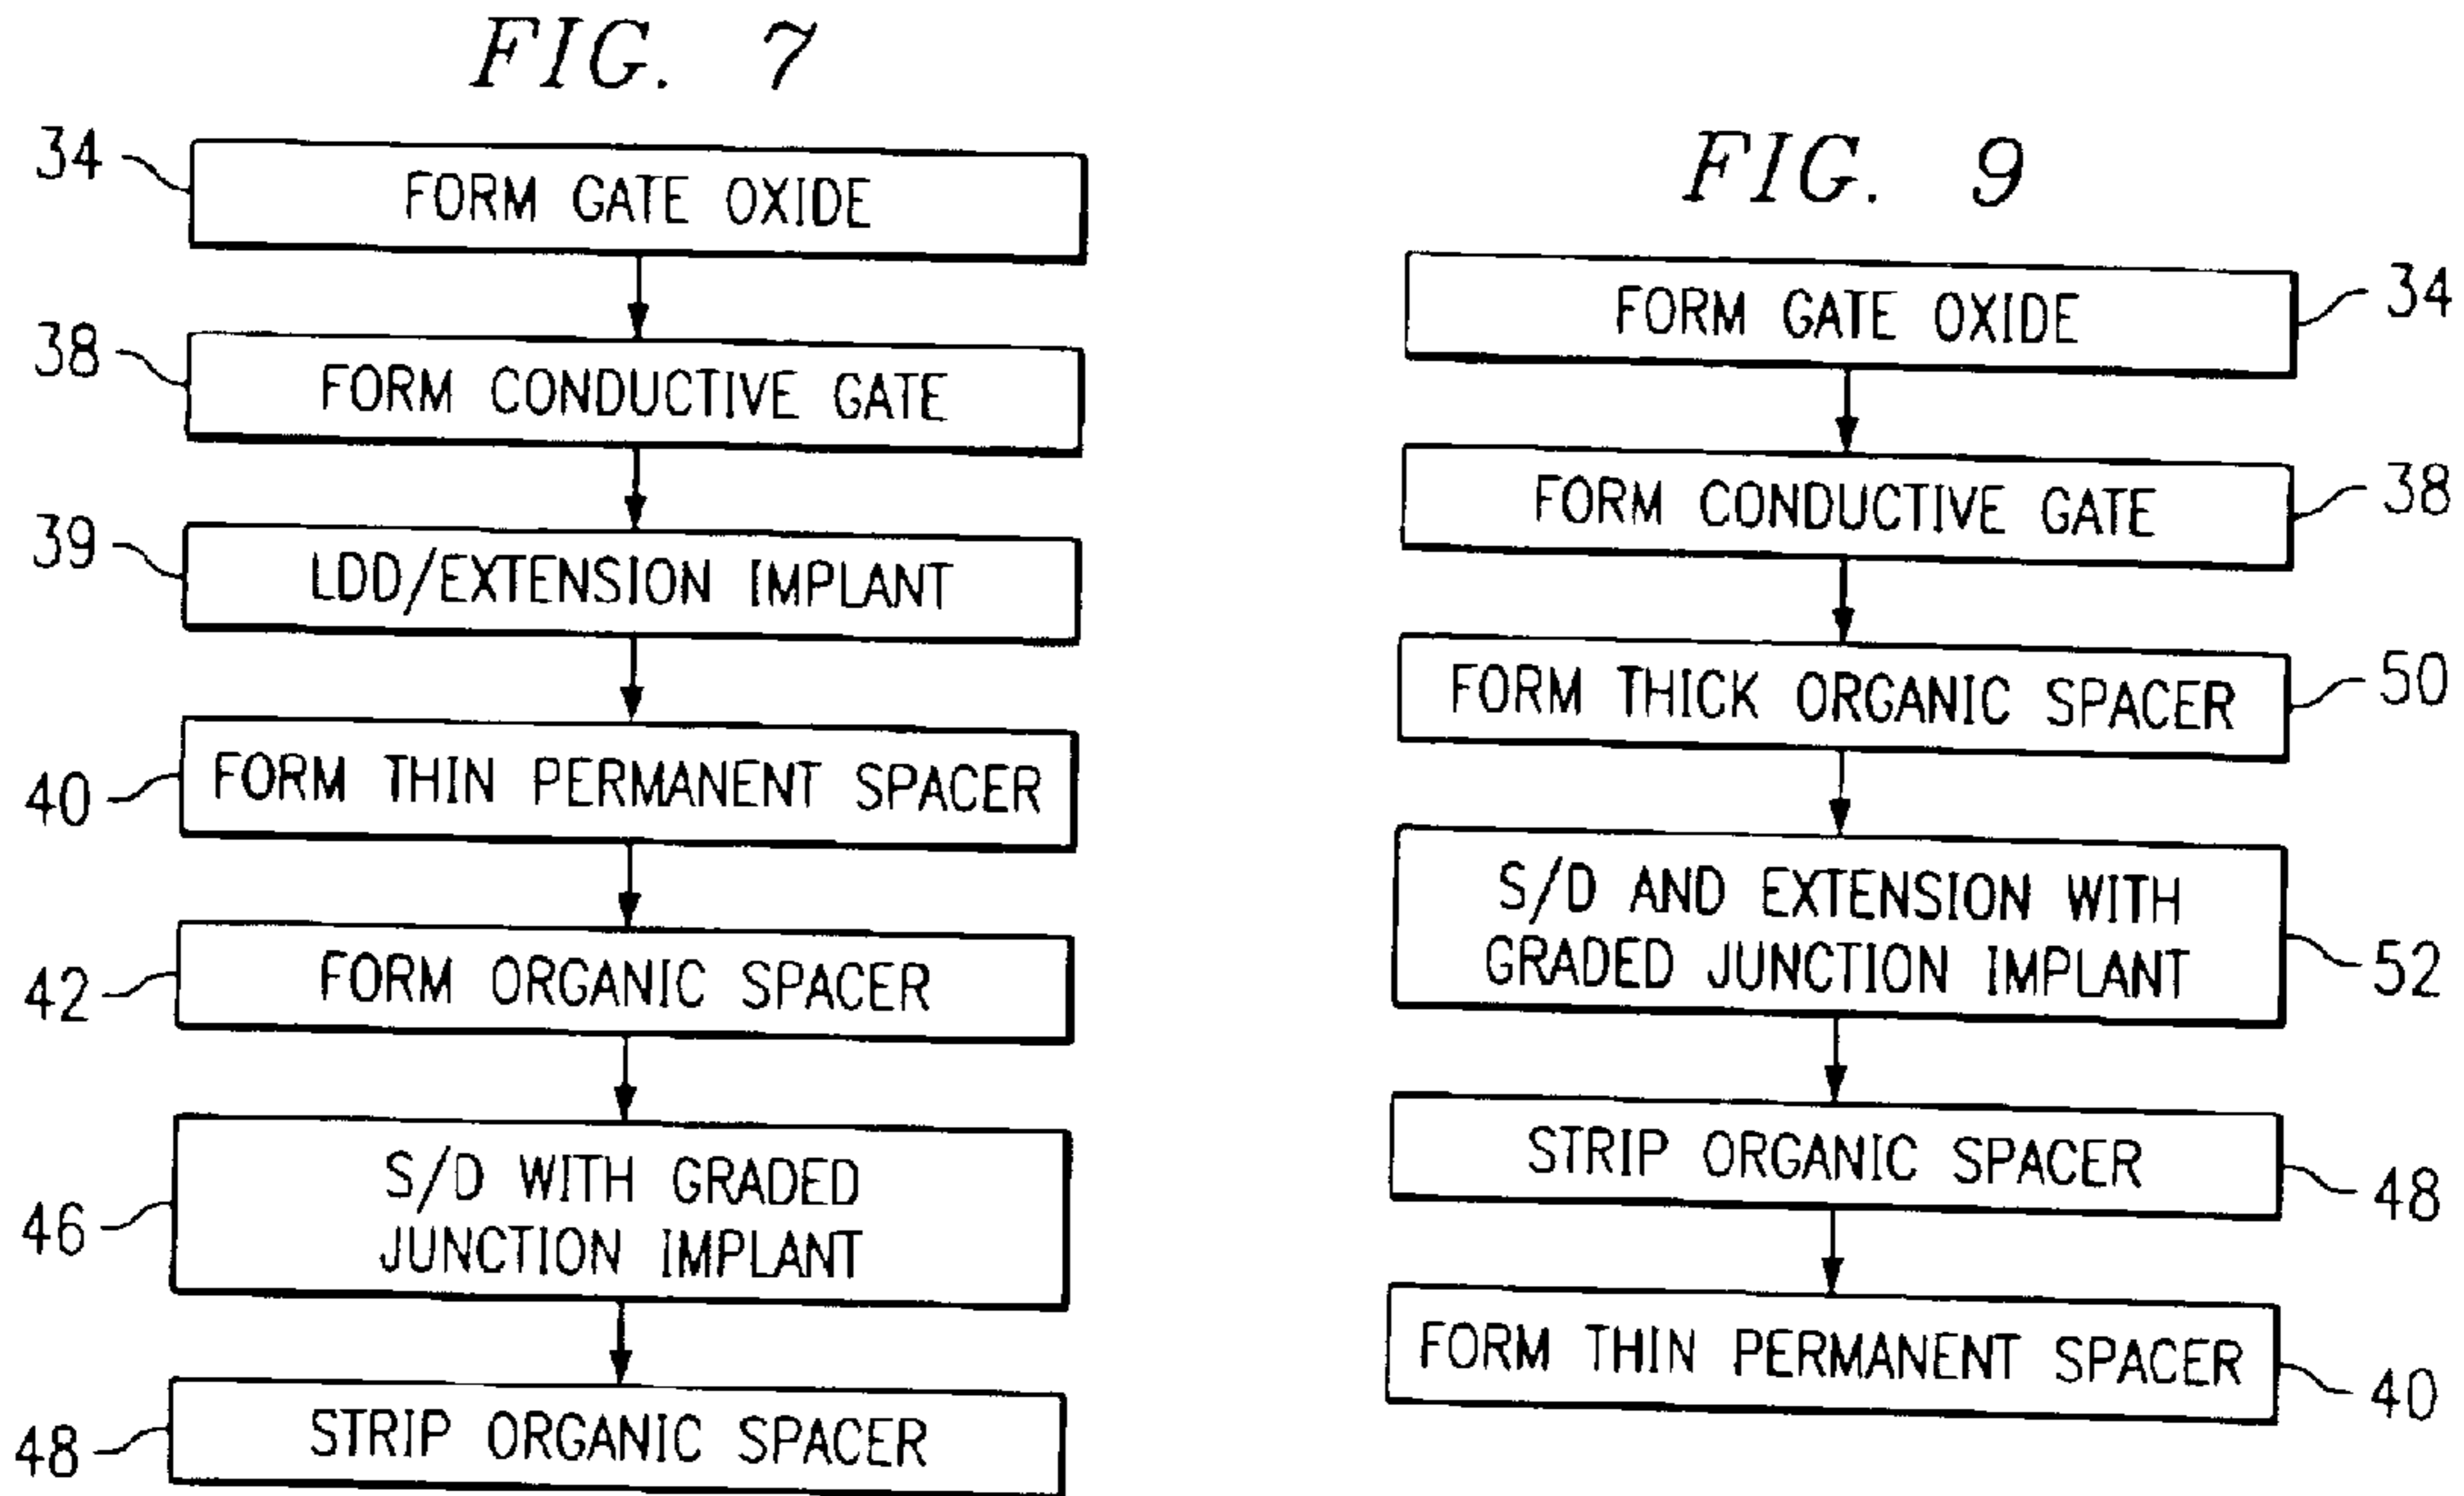 FIG. 7
34
FORM GATE OXIDE
38
FORM CONDUCTIVE GATE
39
LDD/EXTENSION IMPLANT
40
FORM THIN PERMANENT SPACER
42
FORM ORGANIC SPACER
46
S/D WITH GRADED
JUNCTION IMPLANT
48
STRIP ORGANIC SPACER
FIG. 9
FORM GATE OXIDE
34
FORM CONDUCTIVE GATE
38
FORM THICK ORGANIC SPACER
50
S/D AND EXTENSION WITH
GRADED JUNCTION IMPLANT
52
STRIP ORGANIC SPACER
48
FORM THIN PERMANENT SPACER
40